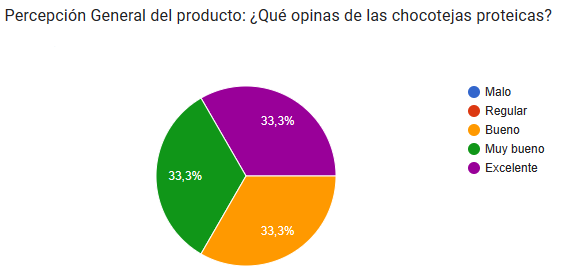 Percepción General del producto: ¿Qué opinas de las chocotejas proteicas?
33,3%
33,3%
33,3%
Malo
Regular
Bueno
Muy bueno
Excelente